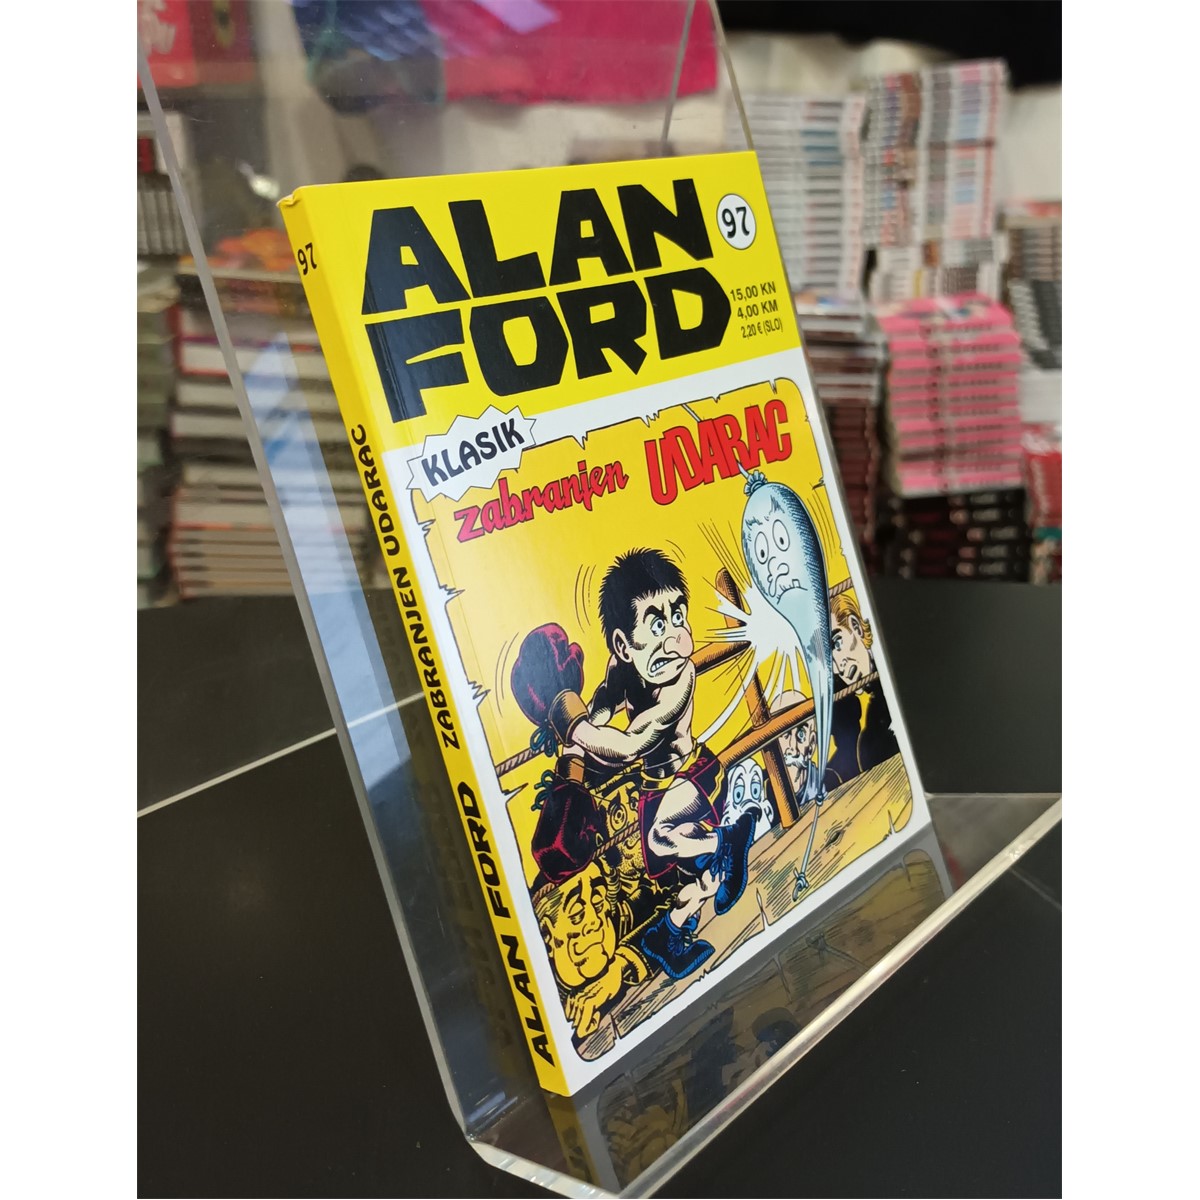 ALAN
FORD
97
15,00 KN
4,00 KM
2,20 € (SLO)
KLASIK
zabranjen UDARAC
97
ALAN FORD ZABRANJEN UDARAC